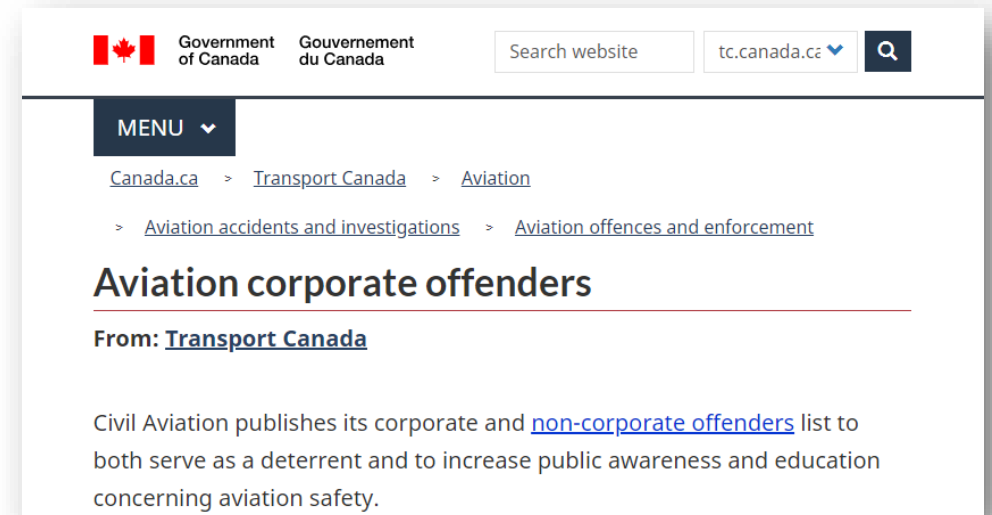 Government Gouvernement
of Canada du Canada
Search website
tc.canada.ca
MENU
Canada.ca > Transport Canada > Aviation
> Aviation accidents and investigations > Aviation offences and enforcement
Aviation corporate offenders
From: Transport Canada
Civil Aviation publishes its corporate and non-corporate offenders list to
both serve as a deterrent and to increase public awareness and education
concerning aviation safety.